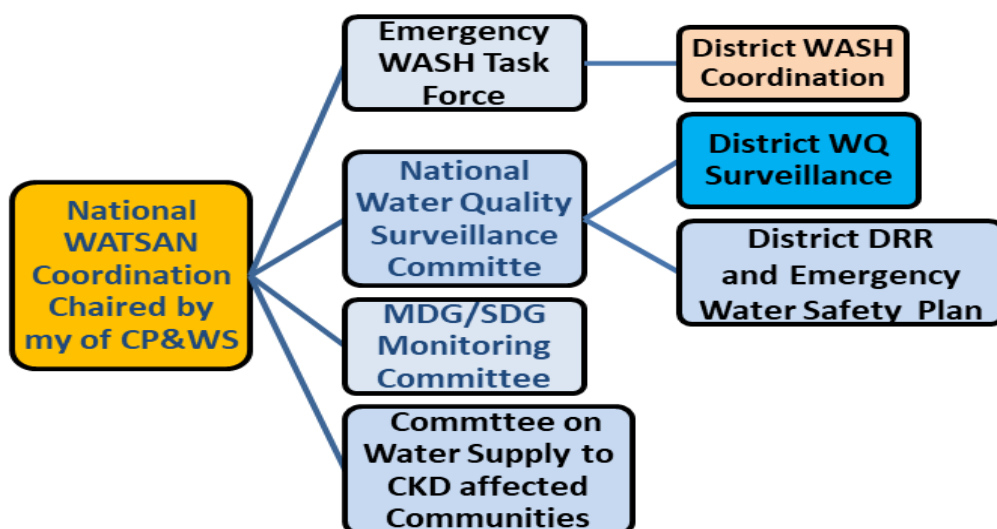 Emergency
WASH Task
Force
District WASH
Coordination
National
WATSAN
Coordination
Chaired by
my of CP&WS
National
Water Quality
Surveillance
Committe
District WQ
Surveillance
District DRR
and Emergency
Water Safety Plan
MDG/SDG
Monitoring
Committee
Commttee on
Water Supply to
CKD affected
Communities